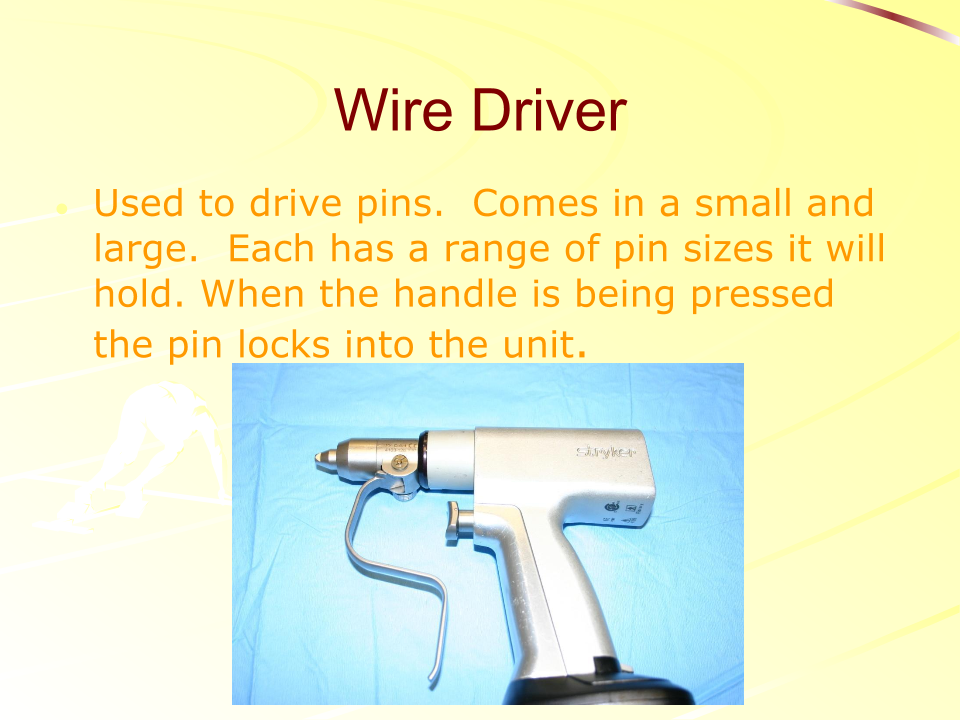 Wire Driver
Used to drive pins.  Comes in a small and
large.  Each has a range of pin sizes it will
hold. When the handle is being pressed
the pin locks into the unit.
stryker